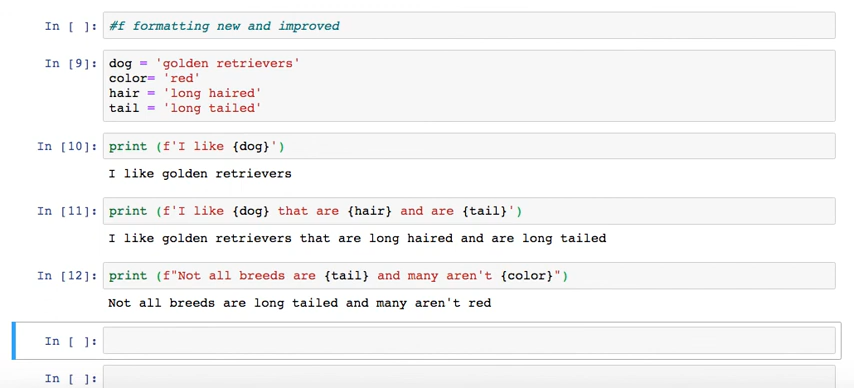 In [ ]: #f formatting new and improved
In [9]: dog = 'golden retrievers'
color= 'red'
hair = 'long haired'
tail = 'long tailed'
In [10]: print (f'I like {dog}')
I like golden retrievers
In [11]: print (f'I like {dog} that are {hair} and are {tail}')
I like golden retrievers that are long haired and are long tailed
In [12]: print (f"Not all breeds are {tail} and many aren't {color}")
Not all breeds are long tailed and many aren't red
In [ ]:
In [ ]: